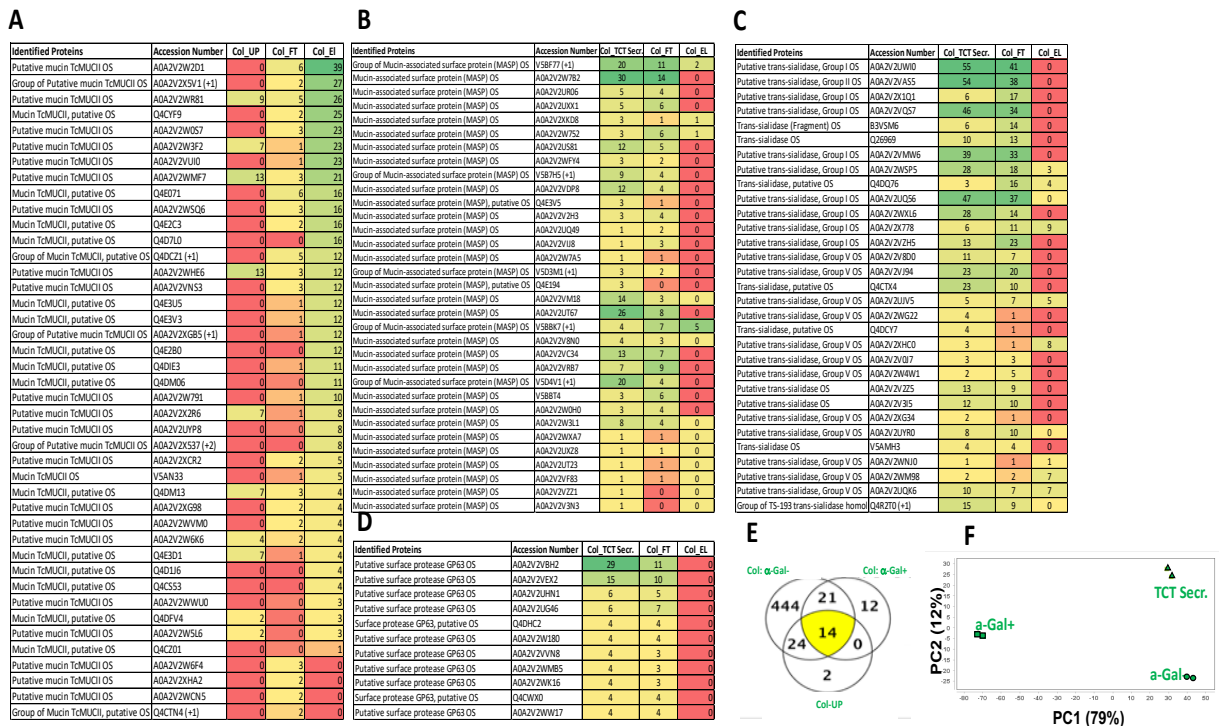 A
Identified Proteins Accession Number Col_UP Col_FT Col_El
Putative mucin TcMUCII OS A0A2V2W2D1 0 6 39
Group of Putative mucin TcMUCII OS A0A2V2X5V1 (+1) 0 2 27
Putative mucin TcMUCII OS A0A2V2WR81 9 5 26
Mucin TcMUCII, putative OS Q4CYF9 0 2 25
Putative mucin TcMUCII OS A0A2V2W0S7 0 3 23
Putative mucin TcMUCII OS A0A2V2W3F2 7 1 23
Putative mucin TcMUCII OS A0A2V2VUI0 0 1 23
Putative mucin TcMUCII OS A0A2V2WMF7 13 3 21
Mucin TcMUCII, putative OS Q4E071 0 6 16
Putative mucin TcMUCII OS A0A2V2WSQ6 0 3 16
Mucin TcMUCII, putative OS Q4E2C3 0 2 16
Mucin TcMUCII, putative OS Q4D7L0 0 0 16
Group of Mucin TcMUCII, putative OS Q4DCZ1 (+1) 0 5 12
Putative mucin TcMUCII OS A0A2V2WHE6 13 3 12
Putative mucin TcMUCII OS A0A2V2VNS3 0 3 12
Mucin TcMUCII, putative OS Q4E3U5 0 1 12
Mucin TcMUCII, putative OS Q4E3V3 0 1 12
Group of Putative mucin TcMUCII OS A0A2V2XGB5 (+1) 0 1 12
Mucin TcMUCII, putative OS Q4E2B0 0 0 12
Mucin TcMUCII, putative OS Q4DIE3 0 1 11
Mucin TcMUCII, putative OS Q4DM06 0 0 11
Putative mucin TcMUCII OS A0A2V2W791 0 1 10
Putative mucin TcMUCII OS A0A2V2X2R6 7 1 8
Putative mucin TcMUCII OS A0A2V2UYP8 0 0 8
Group of Putative mucin TcMUCII OS A0A2V2XS37 (+2) 0 0 8
Putative mucin TcMUCII OS A0A2V2XCR2 0 2 5
Mucin TcMUCII OS V5AN33 0 1 5
Mucin TcMUCII, putative OS Q4DM13 7 3 4
Putative mucin TcMUCII OS A0A2V2XG98 0 2 4
Putative mucin TcMUCII OS A0A2V2WVM0 0 2 4
Putative mucin TcMUCII OS A0A2V2W6K6 4 2 4
Mucin TcMUCII, putative OS Q4E3D1 7 1 4
Mucin TcMUCII, putative OS Q4D1J6 0 0 4
Mucin TcMUCII, putative OS Q4CS53 0 0 4
Putative mucin TcMUCII OS A0A2V2WWU0 0 0 3
Mucin TcMUCII, putative OS Q4DFV4 2 0 3
Putative mucin TcMUCII OS A0A2V2W5L6 2 0 3
Mucin TcMUCII, putative OS Q4CZ01 0 0 1
Putative mucin TcMUCII OS A0A2V2W6F4 0 3 0
Putative mucin TcMUCII OS A0A2V2XHA2 0 2 0
Putative mucin TcMUCII OS A0A2V2WCN5 0 2 0
Group of Mucin TcMUCII, putative OS Q4CTN4 (+1) 0 2 0
B
Identified Proteins Accession Number Col_TCT Secr. Col_FT Col_EL
Group of Mucin-associated surface protein (MASP) OS V5BF77 (+1) 20 11 2
Mucin-associated surface protein (MASP) OS A0A2V2W7B2 30 14 0
Mucin-associated surface protein (MASP) OS A0A2V2UR06 5 4 0
Mucin-associated surface protein (MASP) OS A0A2V2UXX1 5 6 0
Mucin-associated surface protein (MASP) OS A0A2V2XKD8 3 1 1
Mucin-associated surface protein (MASP) OS A0A2V2W7S2 3 6 1
Mucin-associated surface protein (MASP) OS A0A2V2US81 12 5 0
Mucin-associated surface protein (MASP) OS A0A2V2WFY4 3 2 0
Group of Mucin-associated surface protein (MASP) OS V5B7H5 (+1) 9 4 0
Mucin-associated surface protein (MASP) OS A0A2V2VDP8 12 4 0
Mucin-associated surface protein (MASP), putative OS Q4E3V5 3 1 0
Mucin-associated surface protein (MASP) OS A0A2V2V2H3 3 4 0
Mucin-associated surface protein (MASP) OS A0A2V2UQ49 1 2 0
Mucin-associated surface protein (MASP) OS A0A2V2VJJ8 1 3 0
Mucin-associated surface protein (MASP) OS A0A2V2W7A5 1 1 0
Group of Mucin-associated surface protein (MASP) OS V5D3M1 (+1) 3 2 0
Mucin-associated surface protein (MASP), putative OS Q4E194 3 0 0
Mucin-associated surface protein (MASP) OS A0A2V2VM18 14 3 0
Mucin-associated surface protein (MASP) OS A0A2V2UT67 26 8 0
Group of Mucin-associated surface protein (MASP) OS V5BBK7 (+1) 4 7 5
Mucin-associated surface protein (MASP) OS A0A2V2V8N0 4 3 0
Mucin-associated surface protein (MASP) OS A0A2V2VC34 13 7 0
Mucin-associated surface protein (MASP) OS A0A2V2VRB7 7 9 0
Group of Mucin-associated surface protein (MASP) OS V5D4V1 (+1) 20 4 0
Mucin-associated surface protein (MASP) OS V5BBT4 3 6 0
Mucin-associated surface protein (MASP) OS A0A2V2W0H0 3 4 0
Mucin-associated surface protein (MASP) OS A0A2V2W3L1 8 4 0
Mucin-associated surface protein (MASP) OS A0A2V2WXA7 1 1 0
Mucin-associated surface protein (MASP) OS A0A2V2UXZ8 1 1 0
Mucin-associated surface protein (MASP) OS A0A2V2UT23 1 1 0
Mucin-associated surface protein (MASP) OS A0A2V2VF83 1 1 0
Mucin-associated surface protein (MASP) OS A0A2V2VZZ1 1 0 0
Mucin-associated surface protein (MASP) OS A0A2V2V3N3 1 0 0
C
Identified Proteins Accession Number Col_TCT Secr. Col_FT Col_EL
Putative trans-sialidase, Group I OS A0A2V2UWI0 55 41 0
Putative trans-sialidase, Group II OS A0A2V2VAS5 54 38 0
Putative trans-sialidase, Group I OS A0A2V2X1Q1 6 17 0
Putative trans-sialidase, Group I OS A0A2V2VQS7 46 34 0
Trans-sialidase (Fragment) OS B3VSM6 6 14 0
Trans-sialidase OS Q26969 10 13 0
Putative trans-sialidase, Group I OS A0A2V2VMW6 39 33 0
Putative trans-sialidase, Group I OS A0A2V2WSP5 28 18 3
Trans-sialidase, putative OS Q4DQ76 3 16 4
Putative trans-sialidase, Group I OS A0A2V2UQS6 47 37 0
Putative trans-sialidase, Group I OS A0A2V2WXL6 28 14 0
Putative trans-sialidase, Group I OS A0A2V2X778 6 11 9
Putative trans-sialidase, Group I OS A0A2V2VZH5 13 23 0
Putative trans-sialidase, Group I OS A0A2V2V8D0 11 7 0
Putative trans-sialidase, Group I OS A0A2V2VJ94 23 20 0
Trans-sialidase, putative OS Q4CTX4 23 10 0
Putative trans-sialidase, Group V OS A0A2V2UJV5 5 7 5
Putative trans-sialidase, Group V OS A0A2V2WG22 4 1 0
Trans-sialidase, putative OS Q4DCY7 4 1 0
Putative trans-sialidase, Group V OS A0A2V2XHC0 3 1 8
Putative trans-sialidase, Group V OS A0A2V2V0J7 3 3 0
Putative trans-sialidase, Group V OS A0A2V2W4W1 2 5 0
Putative trans-sialidase OS A0A2V2V2Z5 13 9 0
Putative trans-sialidase OS A0A2V2V3I5 12 10 0
Putative trans-sialidase, Group V OS A0A2V2XG34 2 1 0
Putative trans-sialidase, Group V OS A0A2V2UYR0 8 10 0
Trans-sialidase OS V5AMH3 4 4 0
Putative trans-sialidase, Group V OS A0A2V2WNJ0 1 1 1
Putative trans-sialidase, Group V OS A0A2V2WM98 2 2 7
Putative trans-sialidase, Group V OS A0A2V2UQK6 10 7 7
Group of TS-193 trans-sialidase homol Q4R2T0 (+1) 15 9 0
D
Identified Proteins Accession Number Col_TCT Secr. Col_FT Col_EL
Putative surface protease GP63 OS A0A2V2VBH2 29 11 0
Putative surface protease GP63 OS A0A2V2VEX2 15 10 0
Putative surface protease GP63 OS A0A2V2UHN1 6 5 0
Putative surface protease GP63 OS A0A2V2UG46 6 7 0
Surface protease GP63, putative OS Q4DHC2 4 4 0
Putative surface protease GP63 OS A0A2V2W180 4 4 0
Putative surface protease GP63 OS A0A2V2VVN8 4 3 0
Putative surface protease GP63 OS A0A2V2WMB5 4 3 0
Putative surface protease GP63 OS A0A2V2WK16 4 3 0
Surface protease GP63, putative OS Q4CWX0 4 4 0
Putative surface protease GP63 OS A0A2V2WW17 4 4 0
E
Col: α-Gal- Col: α-Gal+
444 21 12
24 14 0
2
Col-UP
F
PC2 (12%)
30
25
20
15
10
5
0
-5
-10
-15
-20
-25
TCT Secr.
a-Gal+
a-Gal-
-80 -70 -60 -50 -40 -30 -20 -10 0 10 20 30 40 50
PC1 (79%)